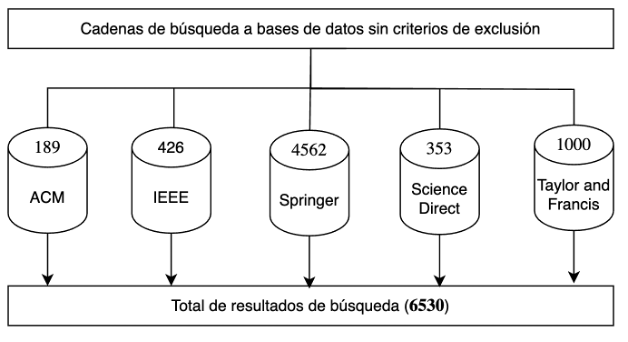 Cadenas de búsqueda a bases de datos sin criterios de exclusión
189
426
4562
353
1000
ACM
IEEE
Springer
Science
Direct
Taylor and
Francis
Total de resultados de búsqueda (6530)